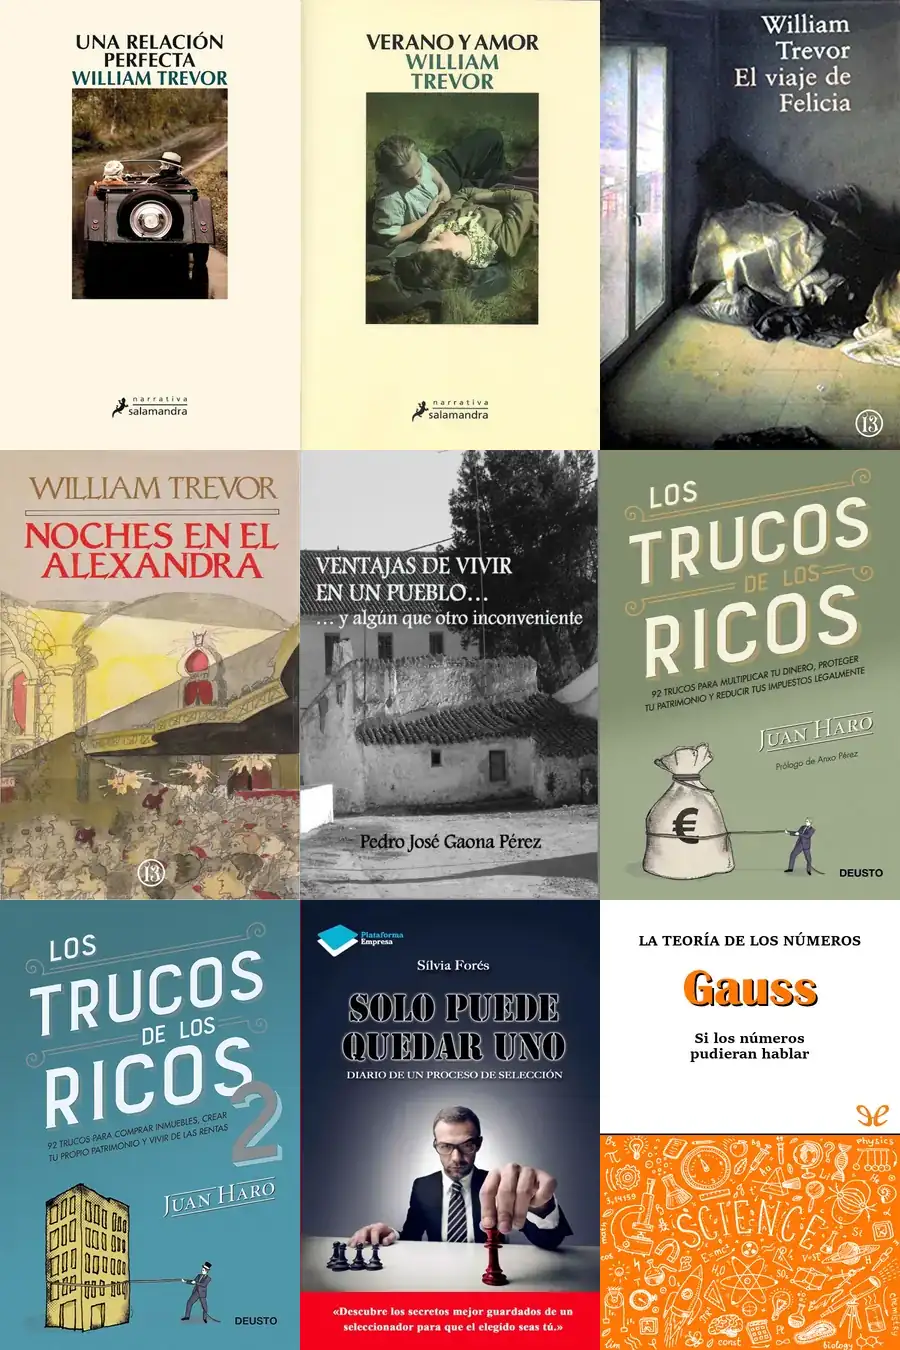 UNA RELACIÓN
PERFECTA
WILLIAM TREVOR
narrativa
salamandra
VERANO Y AMOR
WILLIAM
TREVOR
narrativa
salamandra
William
Trevor
El viaje de
Felicia
13
WILLIAM TREVOR
NOCHES EN EL
ALEXANDRA
13
VENTAJAS DE VIVIR
EN UN PUEBLO...
... y algún que otro inconveniente
Pedro José Gaona Pérez
LOS
TRUCOS
DE LOS
RICOS
92 TRUCOS PARA MULTIPLICAR TU DINERO, PROTEGER
TU PATRIMONIO Y REDUCIR TUS IMPUESTOS LEGALMENTE
JUAN HARO
Prólogo de Anxo Pérez
€
DEUSTO
LOS
TRUCOS
DE LOS
RICOS
2
92 TRUCOS PARA COMPRAR INMUEBLES, CREAR
TU PROPIO PATRIMONIO Y VIVIR DE LAS RENTAS
JUAN HARO
DEUSTO
Plataforma
Empresa
Sílvia Forés
SOLO PUEDE
QUEDAR UNO
DIARIO DE UN PROCESO DE SELECCIÓN
«Descubre los secretos mejor guardados de un
seleccionador para que el elegido seas tú.»
LA TEORÍA DE LOS NÚMEROS
Gauss
Si los números
pudieran hablar
physics
3,14159
SCIENCE
E=mc²
CHEMISTRY
lim
const
biology